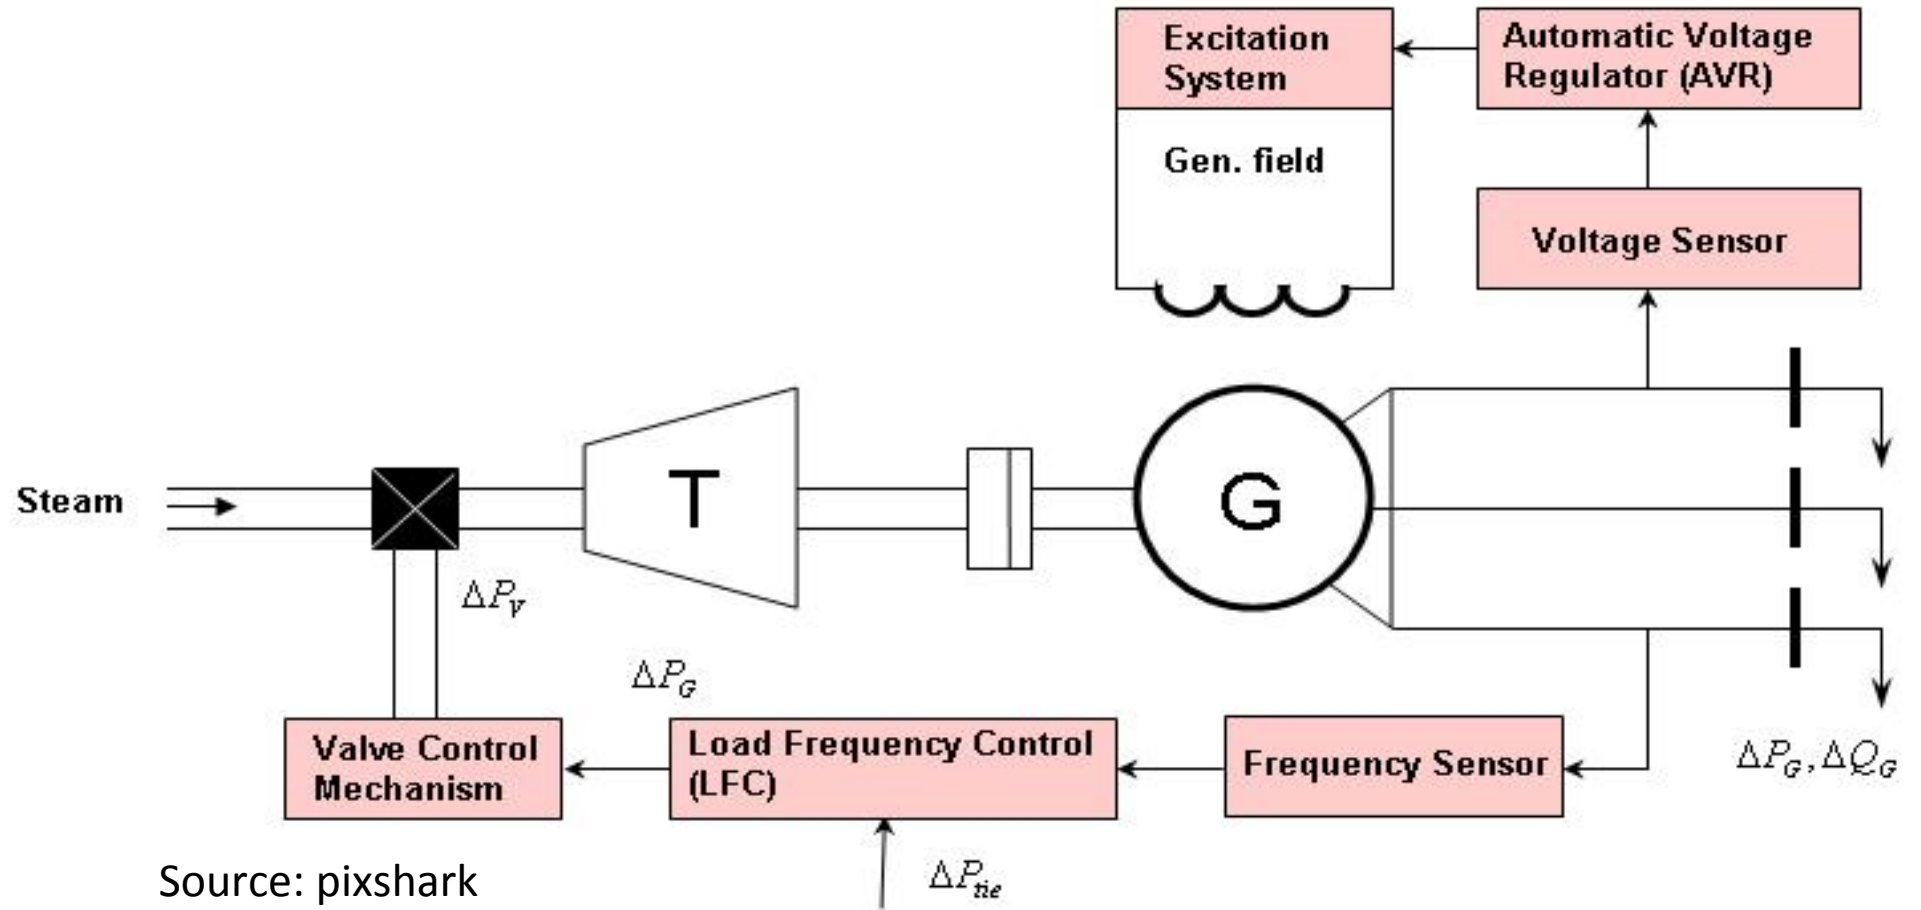 Excitation
System
Automatic Voltage
Regulator (AVR)
Gen. field
Voltage Sensor
Steam
T
G
ΔP_V
ΔP_G
Valve Control
Mechanism
Load Frequency Control
(LFC)
Frequency Sensor
ΔP_G, ΔQ_G
ΔP_tie
Source: pixshark